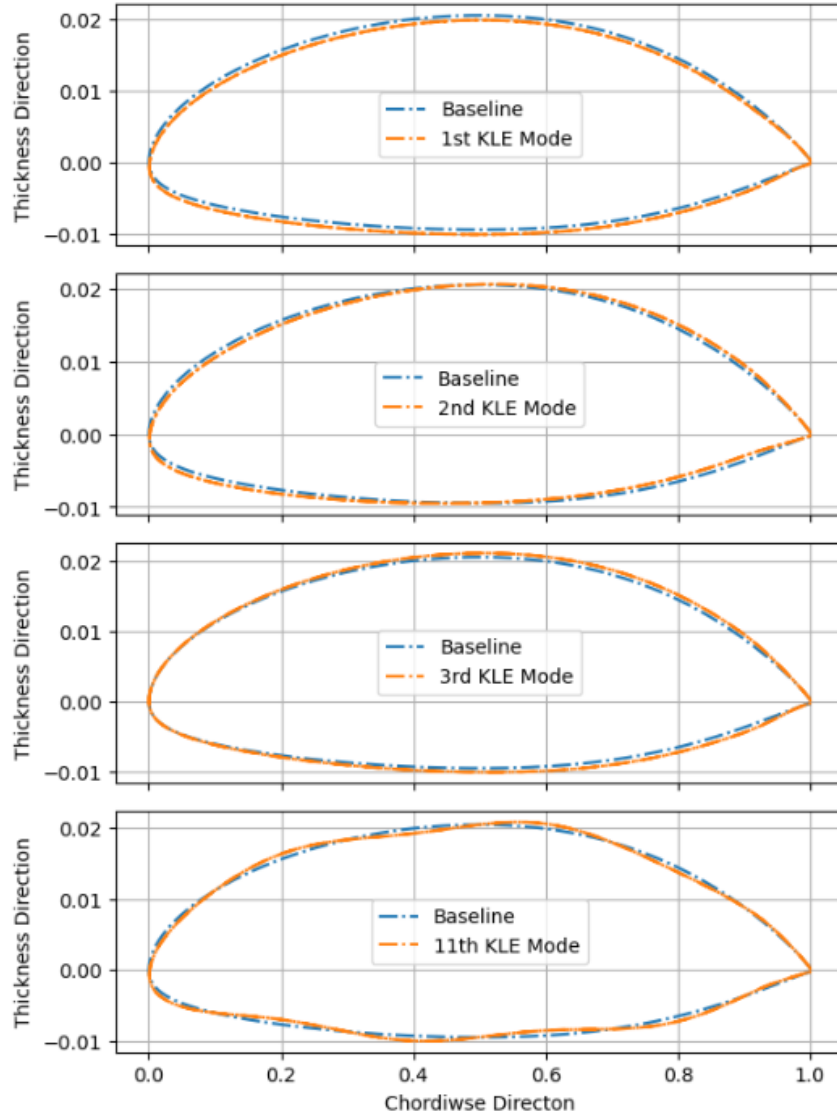 Thickness Direction
0.02
0.01
0.00
−0.01
Baseline
1st KLE Mode
Thickness Direction
0.02
0.01
0.00
−0.01
Baseline
2nd KLE Mode
Thickness Direction
0.02
0.01
0.00
−0.01
Baseline
3rd KLE Mode
Thickness Direction
0.02
0.01
0.00
−0.01
Baseline
11th KLE Mode
0.0 0.2 0.4 0.6 0.8 1.0
Chordiwse Directon